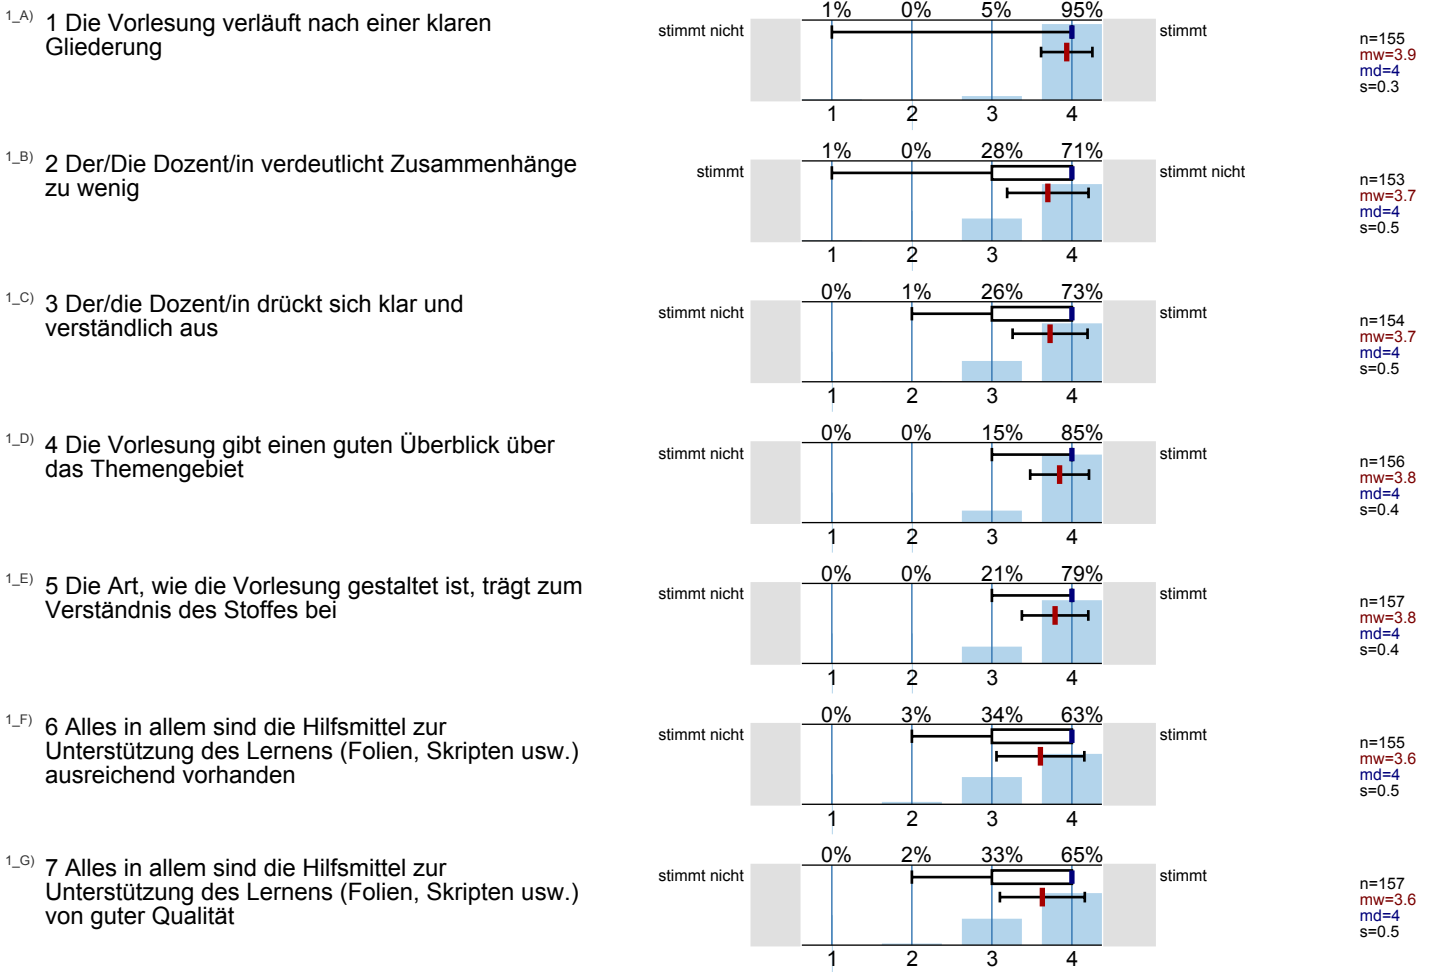 1_A) 1 Die Vorlesung verläuft nach einer klaren
Gliederung
1% 0% 5% 95%
stimmt nicht stimmt
1 2 3 4
n=155
mw=3.9
md=4
s=0.3
1_B) 2 Der/Die Dozent/in verdeutlicht Zusammenhänge
zu wenig
1% 0% 28% 71%
stimmt stimmt nicht
1 2 3 4
n=153
mw=3.7
md=4
s=0.5
1_C) 3 Der/die Dozent/in drückt sich klar und
verständlich aus
0% 1% 26% 73%
stimmt nicht stimmt
1 2 3 4
n=154
mw=3.7
md=4
s=0.5
1_D) 4 Die Vorlesung gibt einen guten Überblick über
das Themengebiet
0% 0% 15% 85%
stimmt nicht stimmt
1 2 3 4
n=156
mw=3.8
md=4
s=0.4
1_E) 5 Die Art, wie die Vorlesung gestaltet ist, trägt zum
Verständnis des Stoffes bei
0% 0% 21% 79%
stimmt nicht stimmt
1 2 3 4
n=157
mw=3.8
md=4
s=0.4
1_F) 6 Alles in allem sind die Hilfsmittel zur
Unterstützung des Lernens (Folien, Skripten usw.)
ausreichend vorhanden
0% 3% 34% 63%
stimmt nicht stimmt
1 2 3 4
n=155
mw=3.6
md=4
s=0.5
1_G) 7 Alles in allem sind die Hilfsmittel zur
Unterstützung des Lernens (Folien, Skripten usw.)
von guter Qualität
0% 2% 33% 65%
stimmt nicht stimmt
1 2 3 4
n=157
mw=3.6
md=4
s=0.5